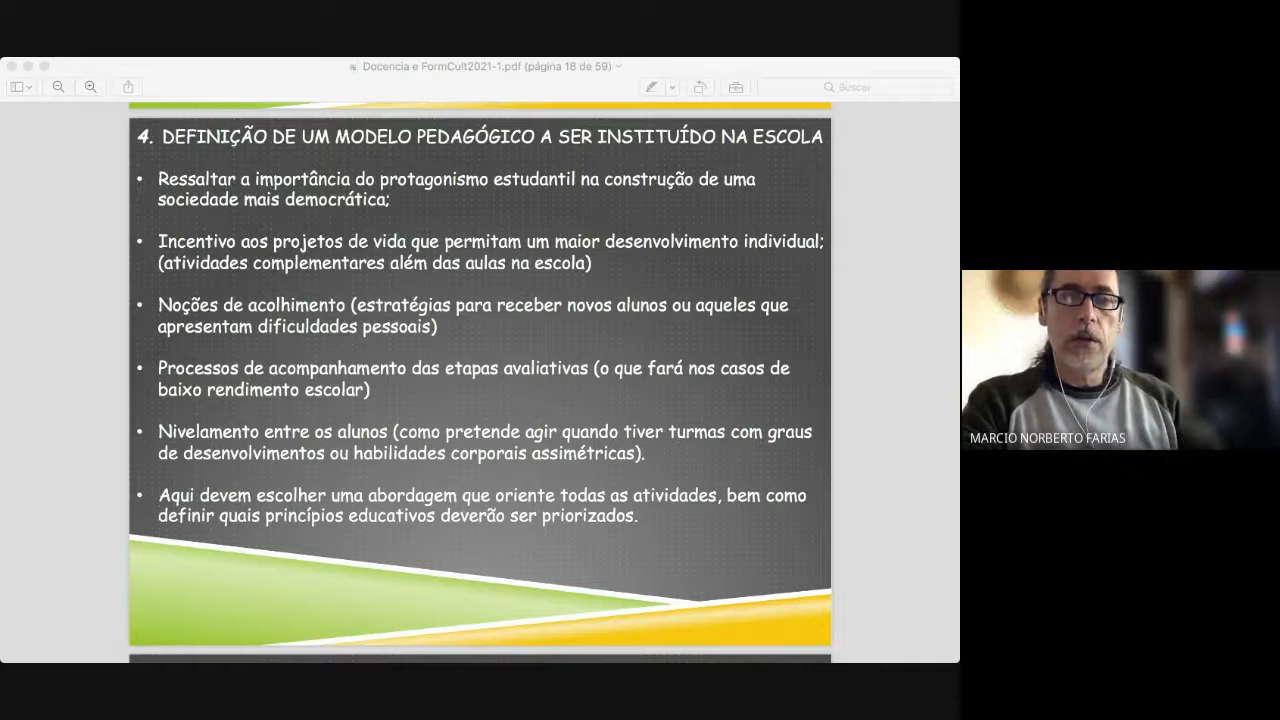 Docencia e FormCult2021-1.pdf (página 18 de 59)
Buscar
4. DEFINIÇÃO DE UM MODELO PEDAGÓGICO A SER INSTITUÍDO NA ESCOLA
• Ressaltar a importância do protagonismo estudantil na construção de uma
sociedade mais democrática;
• Incentivo aos projetos de vida que permitam um maior desenvolvimento individual;
(atividades complementares além das aulas na escola)
• Noções de acolhimento (estratégias para receber novos alunos ou aqueles que
apresentam dificuldades pessoais)
• Processos de acompanhamento das etapas avaliativas (o que fará nos casos de
baixo rendimento escolar)
• Nivelamento entre os alunos (como pretende agir quando tiver turmas com graus
de desenvolvimentos ou habilidades corporais assimétricas).
• Aqui devem escolher uma abordagem que oriente todas as atividades, bem como
definir quais princípios educativos deverão ser priorizados.
MARCIO NORBERTO FARIAS